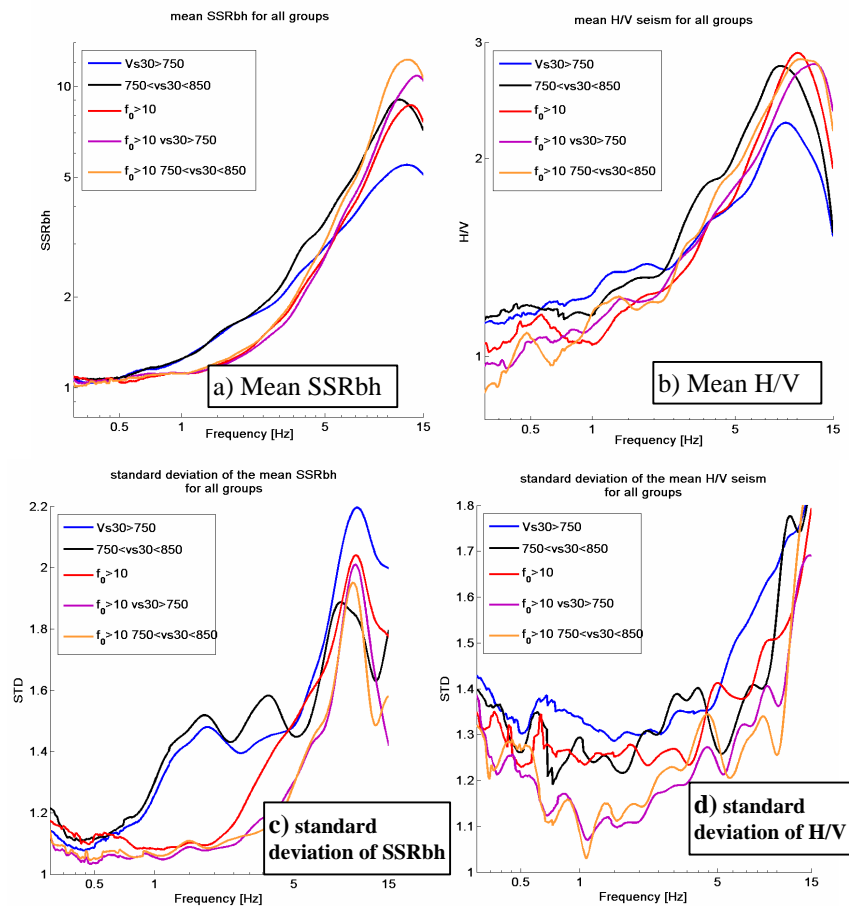 mean SSRbh for all groups
10
5
2
1
SSRbh
Vs30>750
750<vs30<850
f0>10
f0>10 vs30>750
f0>10 750<vs30<850
a) Mean SSRbh
0.5
1
5
15
Frequency [Hz]
mean H/V seism for all groups
3
2
1
H/V
Vs30>750
750<vs30<850
f0>10
f0>10 vs30>750
f0>10 750<vs30<850
b) Mean H/V
0.5
1
5
15
Frequency [Hz]
standard deviation of the mean SSRbh
for all groups
2.2
2
1.8
1.6
1.4
1.2
1
STD
Vs30>750
750<vs30<850
f0>10
f0>10 vs30>750
f0>10 750<vs30<850
c) standard
deviation of SSRbh
0.5
1
5
15
Frequency [Hz]
standard deviation of the mean H/V seism
for all groups
1.8
1.7
1.6
1.5
1.4
1.3
1.2
1.1
1
STD
Vs30>750
750<vs30<850
f0>10
f0>10 vs30>750
f0>10 750<vs30<850
d) standard
deviation of H/V
0.5
1
5
15
Frequency [Hz]